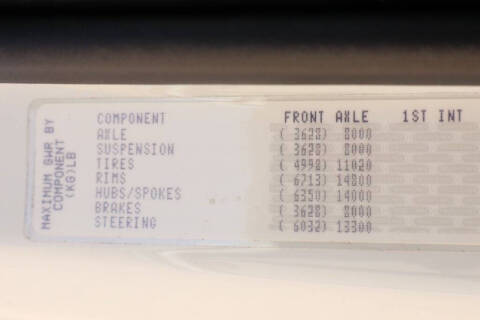 MAXIMUM GWR BY
COMPONENT
(KG)LB
COMPONENT FRONT AXLE 1ST INT
AXLE ( 3628) 8000
SUSPENSION ( 3628) 8000
TIRES ( 4998) 11020
RIMS ( 6713) 14800
HUBS/SPOKES ( 6350) 14000
BRAKES ( 3628) 8000
STEERING ( 6032) 13300